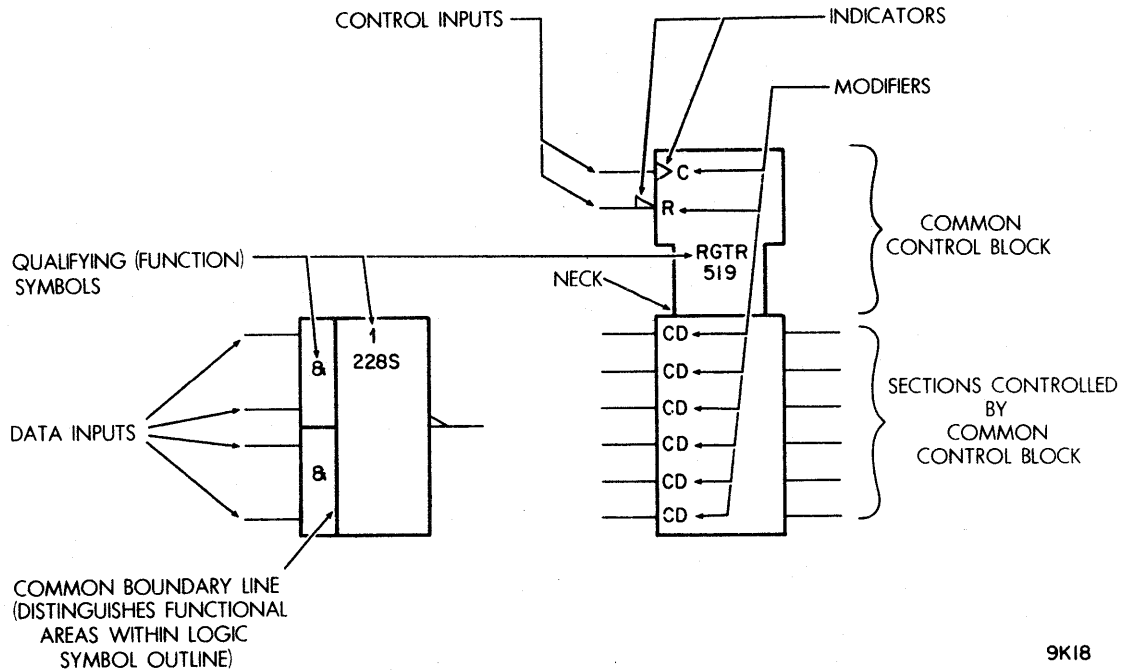 CONTROL INPUTS
INDICATORS
MODIFIERS
C
R
COMMON
CONTROL BLOCK
QUALIFYING (FUNCTION)
SYMBOLS
RGTR
519
NECK
1
228S
&
&
DATA INPUTS
CD
CD
CD
CD
CD
CD
SECTIONS CONTROLLED
BY
COMMON
CONTROL BLOCK
COMMON BOUNDARY LINE
(DISTINGUISHES FUNCTIONAL
AREAS WITHIN LOGIC
SYMBOL OUTLINE)
9K18